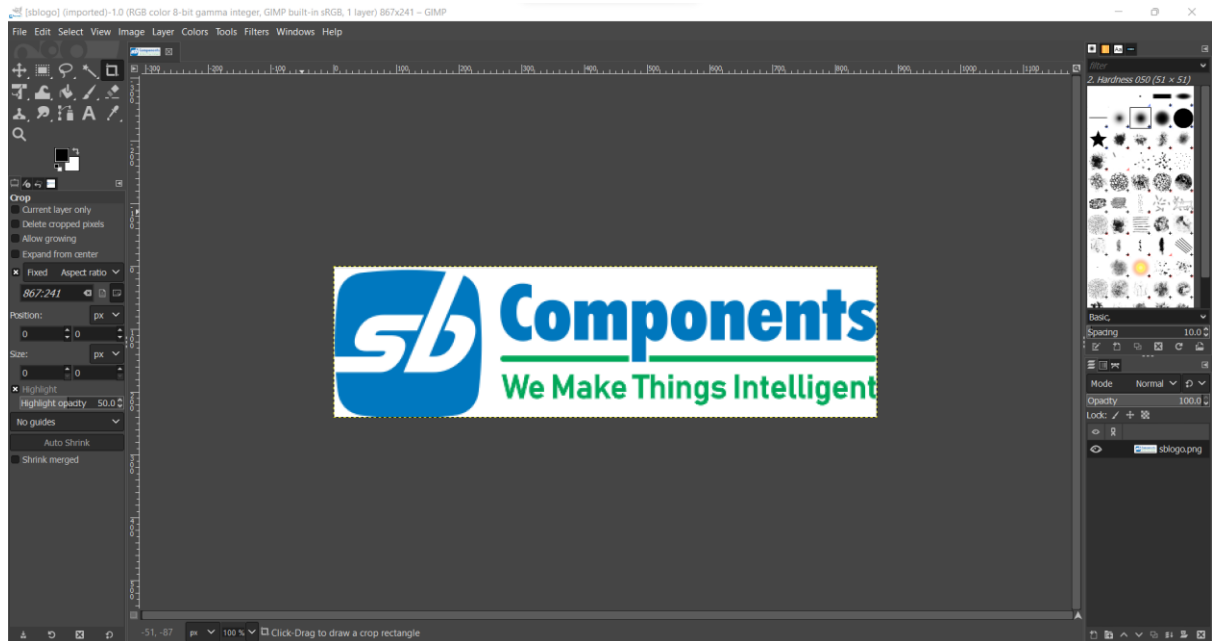 [sblogo] (imported)-1.0 (RGB color 8-bit gamma integer, GIMP built-in sRGB, 1 layer) 867x241 – GIMP
File Edit Select View Image Layer Colors Tools Filters Windows Help
filter
2. Hardness 050 (51 × 51)
Crop
Current layer only
Delete cropped pixels
Allow growing
Expand from center
Fixed Aspect ratio
867:241
Position: px
0 0
Size: px
0 0
Highlight
Highlight opacity 50.0
No guides
Auto Shrink
Shrink merged
sb
Components
We Make Things Intelligent
Basic,
Spacing 10.0
Mode Normal
Opacity 100.0
Lock:
sblogo.png
-51, -87 px 100 % Click-Drag to draw a crop rectangle